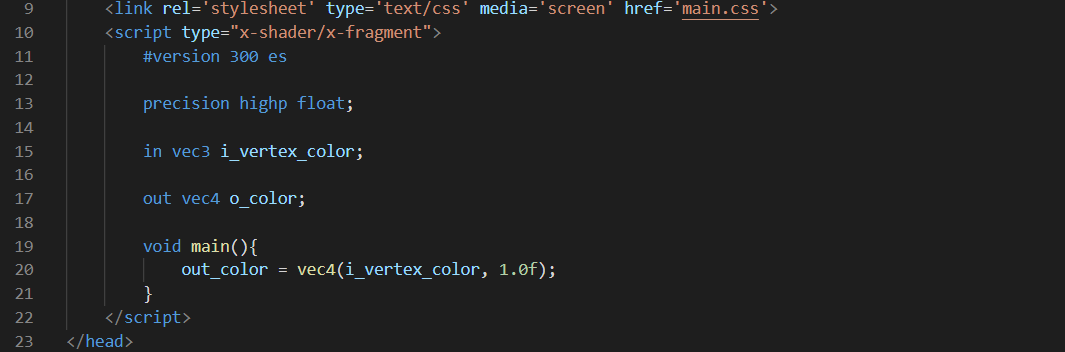 9 <link rel='stylesheet' type='text/css' media='screen' href='main.css'>
10 <script type="x-shader/x-fragment">
11 #version 300 es
12
13 precision highp float;
14
15 in vec3 i_vertex_color;
16
17 out vec4 o_color;
18
19 void main(){
20 out_color = vec4(i_vertex_color, 1.0f);
21 }
22 </script>
23 </head>